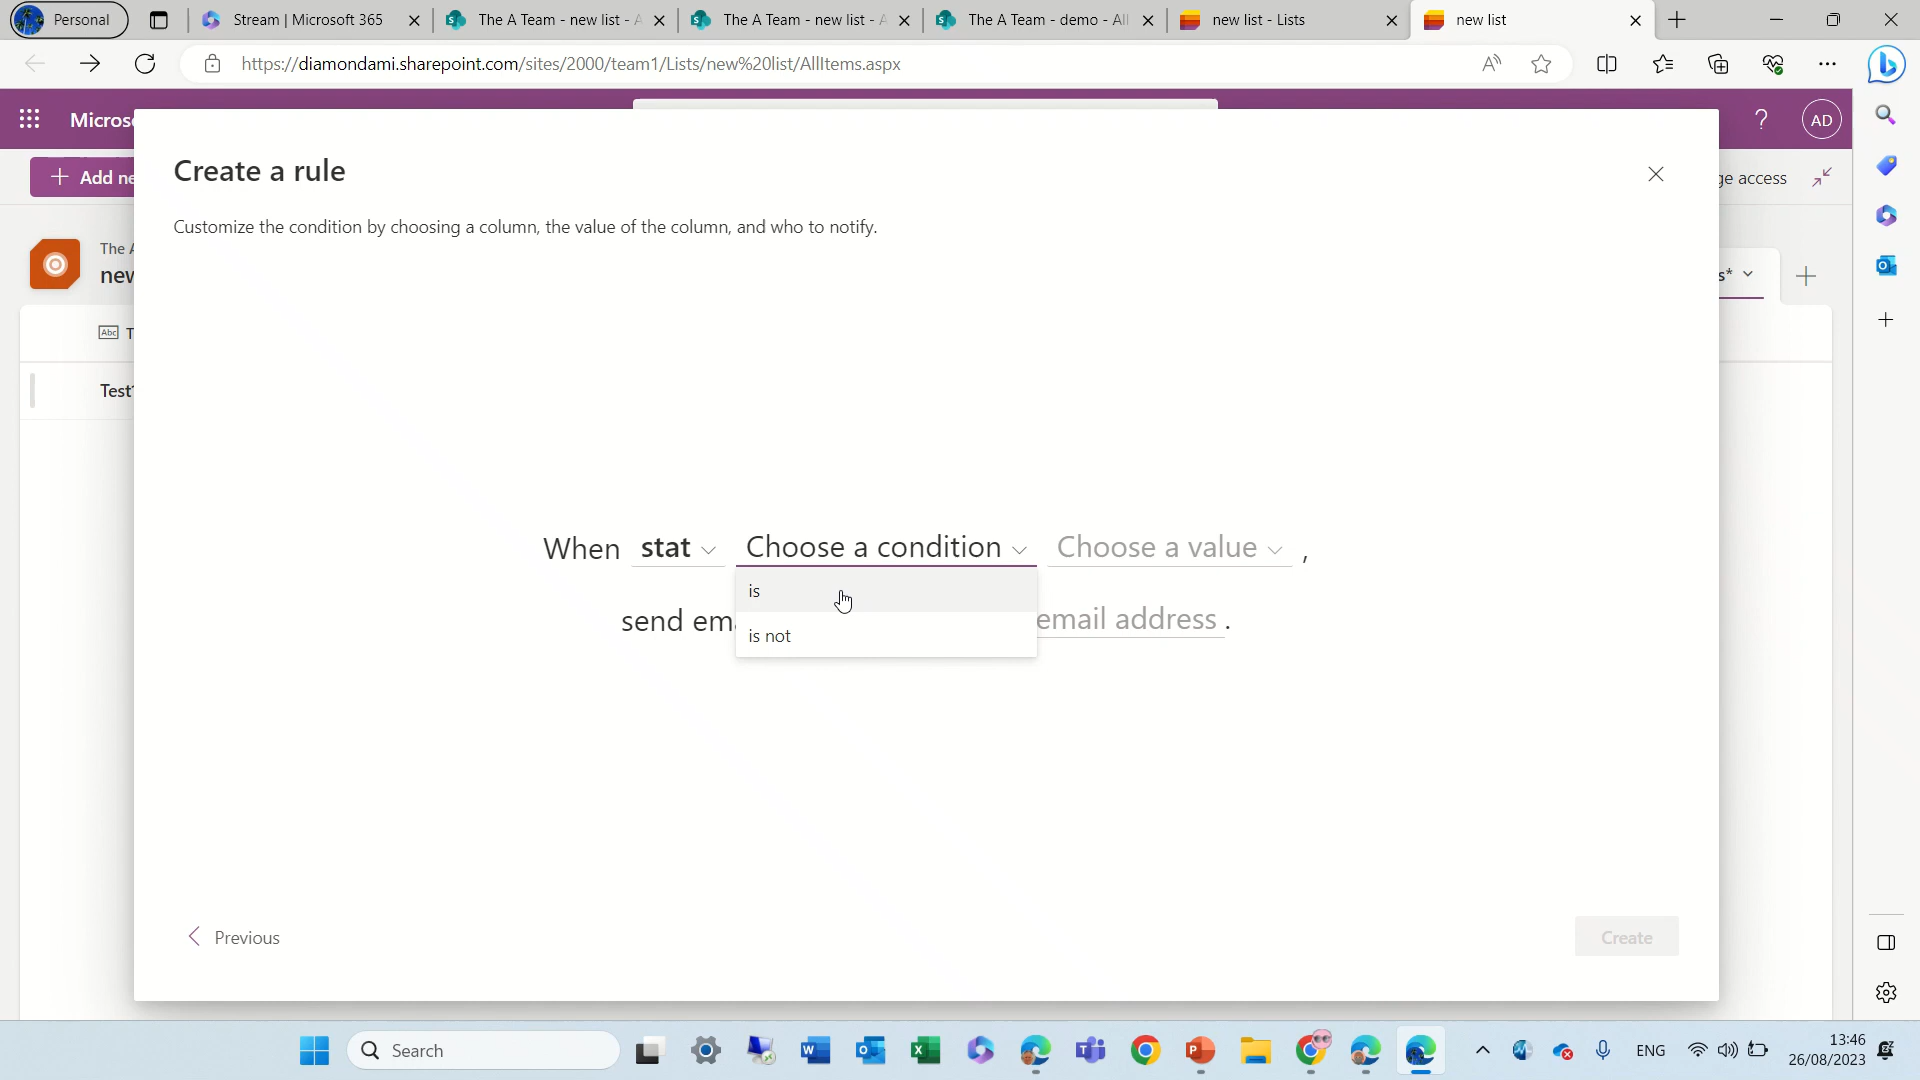 Personal
Stream | Microsoft 365
The A Team - new list - A
The A Team - new list - A
The A Team - demo - All
new list - Lists
new list
https://diamondami.sharepoint.com/sites/2000/team1/Lists/new%20list/AllItems.aspx
Micros
AD
Add ne
ge access
Create a rule
Customize the condition by choosing a column, the value of the column, and who to notify.
The A
new
s*
Abc T
Test
When stat Choose a condition Choose a value ,
is
send ema email address .
is not
Previous
Create
Search
ENG
13:46
26/08/2023